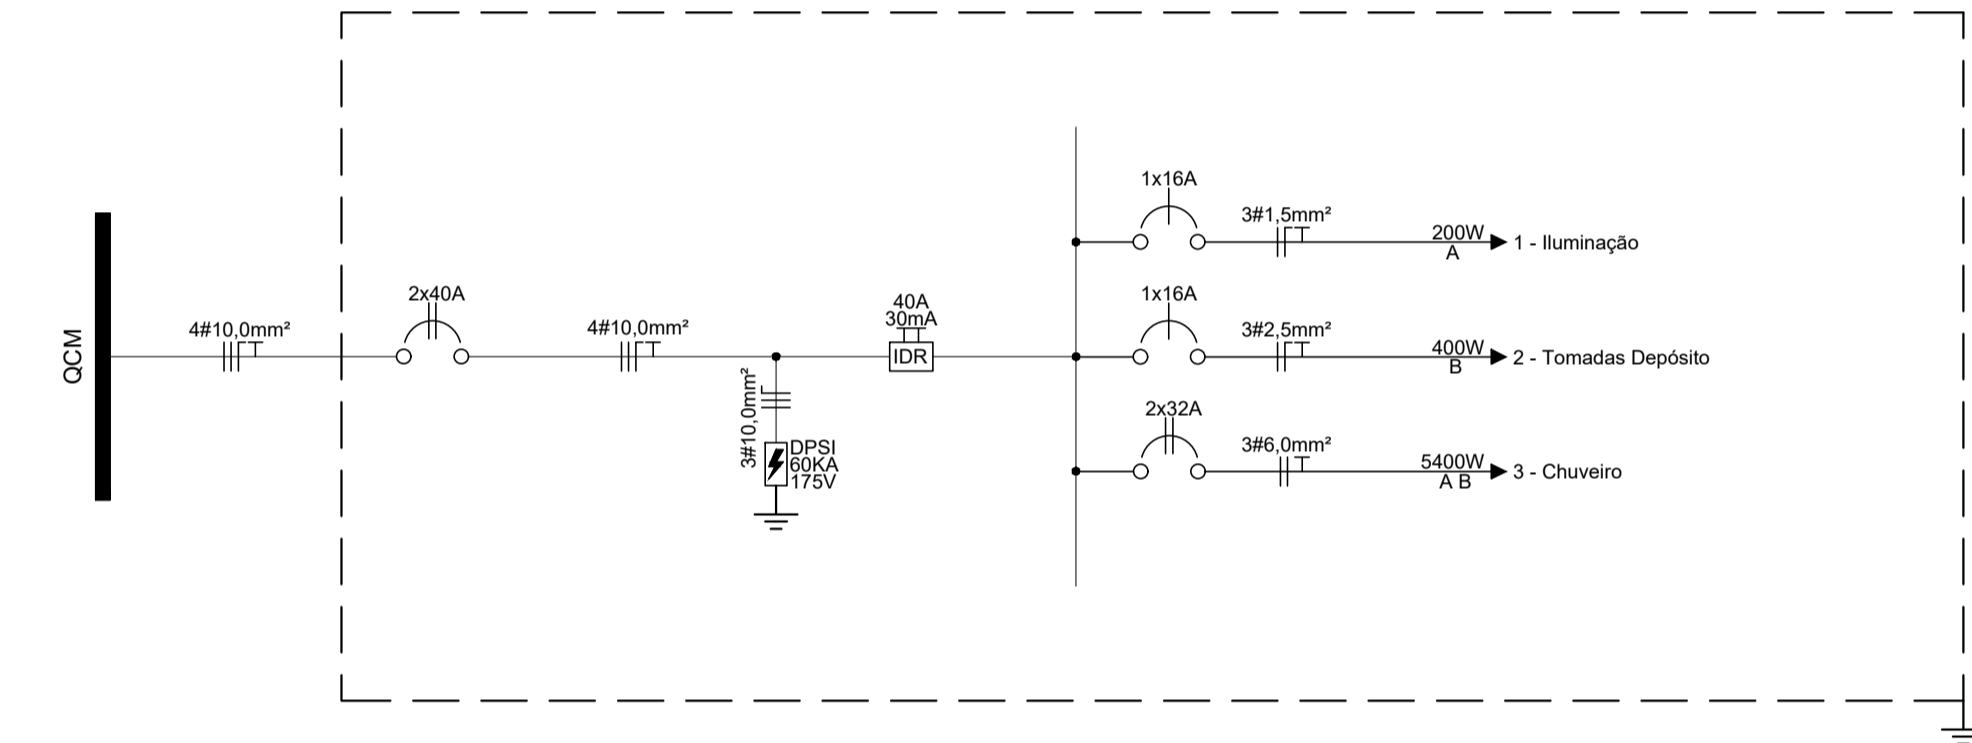 QCM
4#10,0mm²
2x40A
4#10,0mm²
3#10,0mm²
DPSI
60KA
175V
40A
30mA
IDR
1x16A
3#1,5mm²
200W
A
1 - Iluminação
1x16A
3#2,5mm²
400W
B
2 - Tomadas Depósito
2x32A
3#6,0mm²
5400W
A B
3 - Chuveiro